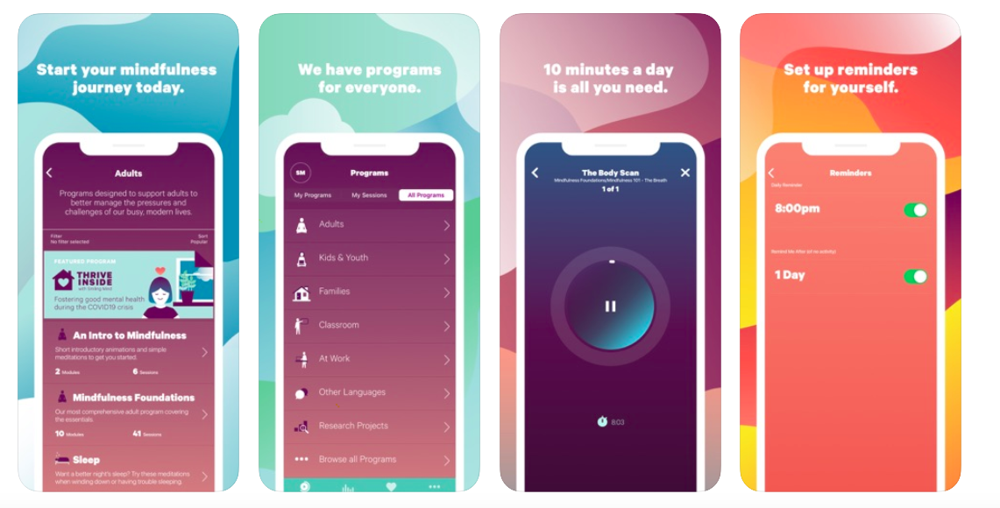 Start your mindfulness
journey today.
Adults
Programs designed to support adults to
better manage the pressures and
challenges of our busy, modern lives.
Filter
No filter selected
Sort
Popular
FEATURED PROGRAM
THRIVE
INSIDE
with Smiling Mind
Fostering good mental health
during the COVID19 crisis
An Intro to Mindfulness
Short introductory animations and simple
meditations to get you started.
2 Modules 6 Sessions
Mindfulness Foundations
Our most comprehensive adult program covering
the essentials.
10 Modules 41 Sessions
Sleep
Want a better night's sleep? Try these meditations
when winding down or having trouble sleeping.
We have programs
for everyone.
SM
Programs
My Programs My Sessions All Programs
Adults
Kids & Youth
Families
Classroom
At Work
Other Languages
Research Projects
Browse all Programs
10 minutes a day
is all you need.
The Body Scan
Mindfulness Foundations/Mindfulness 101 - The Breath
1 of 1
8:03
Set up reminders
for yourself.
Reminders
Daily Reminder
8:00pm
Remind Me After (of no activity)
1 Day